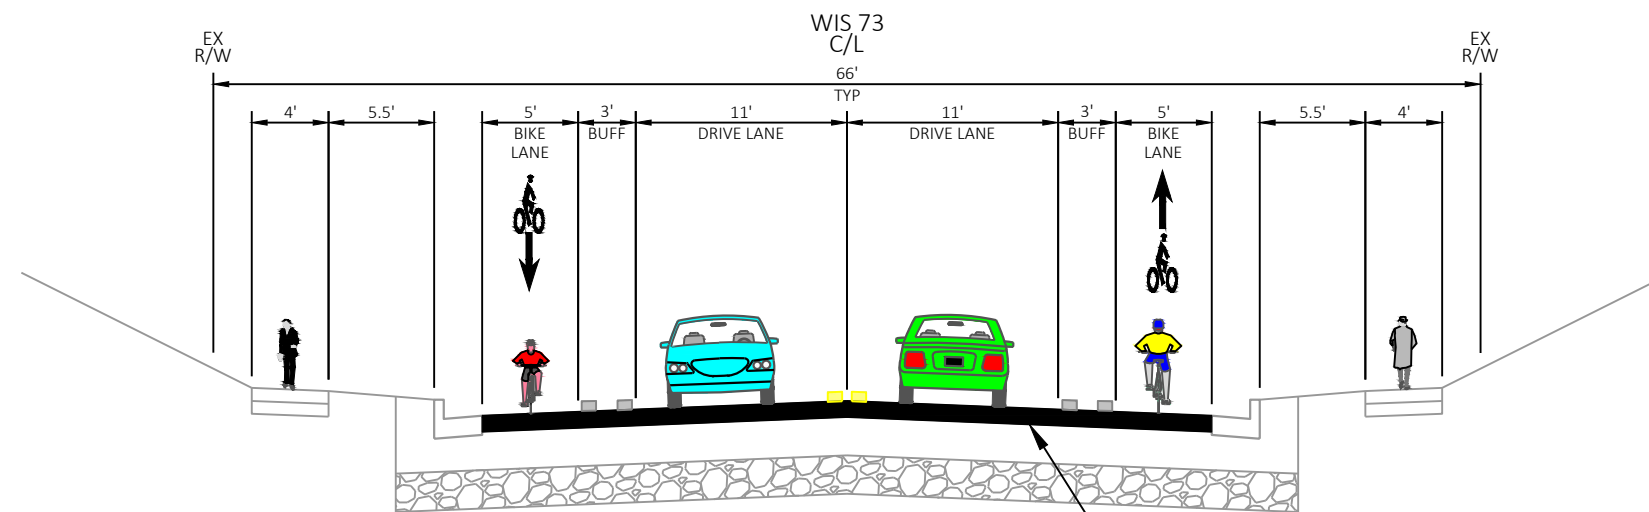 WIS 73
C/L
EX
R/W
EX
R/W
66'
TYP
4' 5.5' 5' 3' 11' 11' 3' 5' 5.5' 4'
BIKE BUFF DRIVE LANE DRIVE LANE BUFF BIKE
LANE LANE